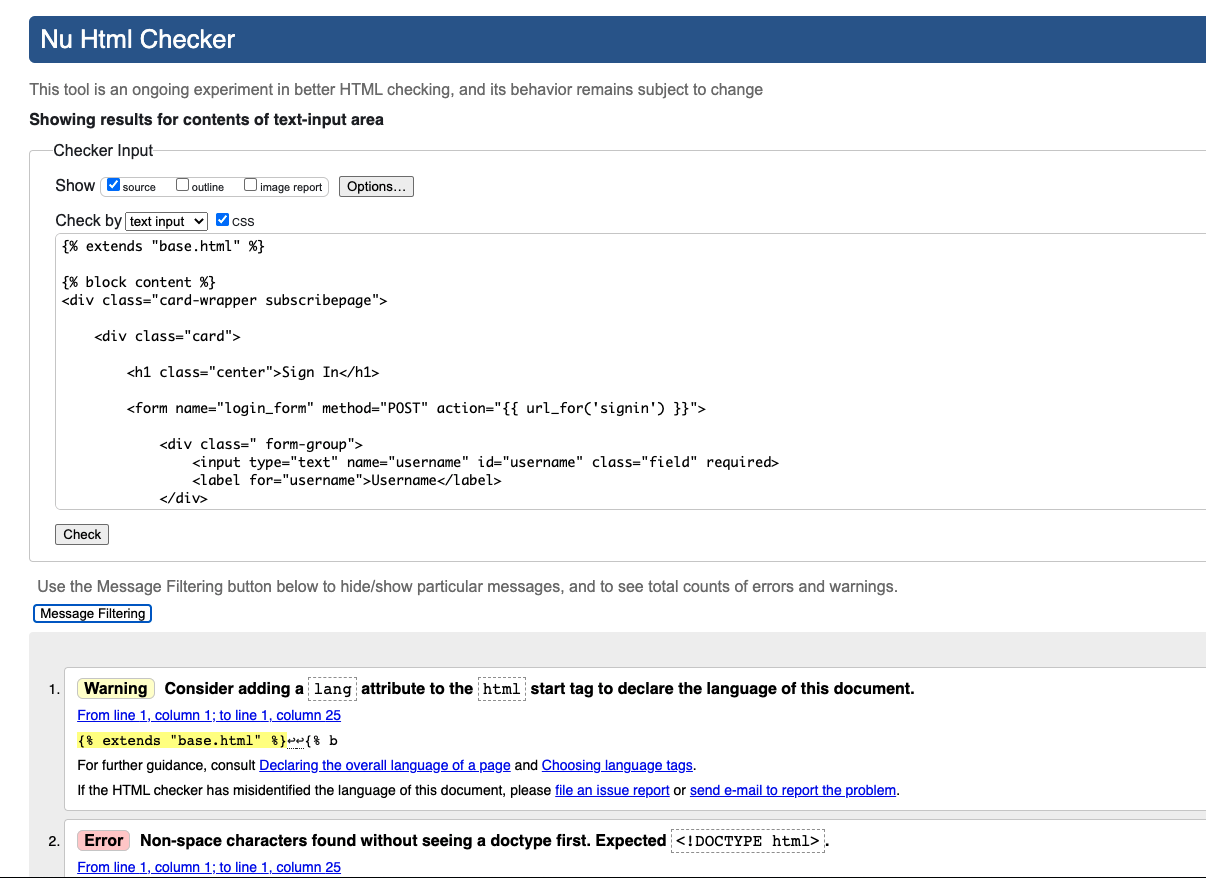 Nu Html Checker
This tool is an ongoing experiment in better HTML checking, and its behavior remains subject to change
Showing results for contents of text-input area
Checker Input
Show source outline image report Options...
Check by text input css
{% extends "base.html" %}
{% block content %}
<div class="card-wrapper subscribepage">
<div class="card">
<h1 class="center">Sign In</h1>
<form name="login_form" method="POST" action="{{ url_for('signin') }}">
<div class=" form-group">
<input type="text" name="username" id="username" class="field" required>
<label for="username">Username</label>
</div>
Check
Use the Message Filtering button below to hide/show particular messages, and to see total counts of errors and warnings.
Message Filtering
1. Warning Consider adding a lang attribute to the html start tag to declare the language of this document.
From line 1, column 1; to line 1, column 25
{% extends "base.html" %}↩↩{% b
For further guidance, consult Declaring the overall language of a page and Choosing language tags.
If the HTML checker has misidentified the language of this document, please file an issue report or send e-mail to report the problem.
2. Error Non-space characters found without seeing a doctype first. Expected <!DOCTYPE html>.
From line 1, column 1; to line 1, column 25